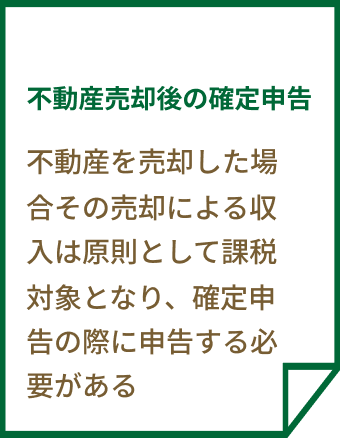 不動産売却後の確定申告
不動産を売却した場
合その売却による収
入は原則として課税
対象となり、確定申
告の際に申告する必
要がある